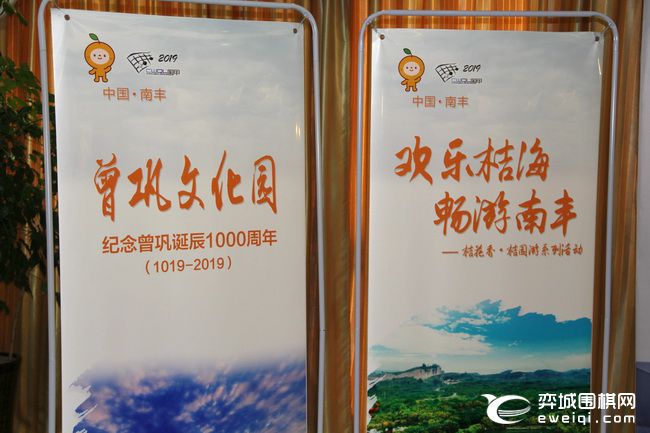 2019
中国·南丰
曾巩文化园
纪念曾巩诞辰1000周年
(1019-2019)
2019
中国·南丰
欢乐桔海
畅游南丰
——桔花香·桔园游系列活动
弈城围棋网
eweiqi.com